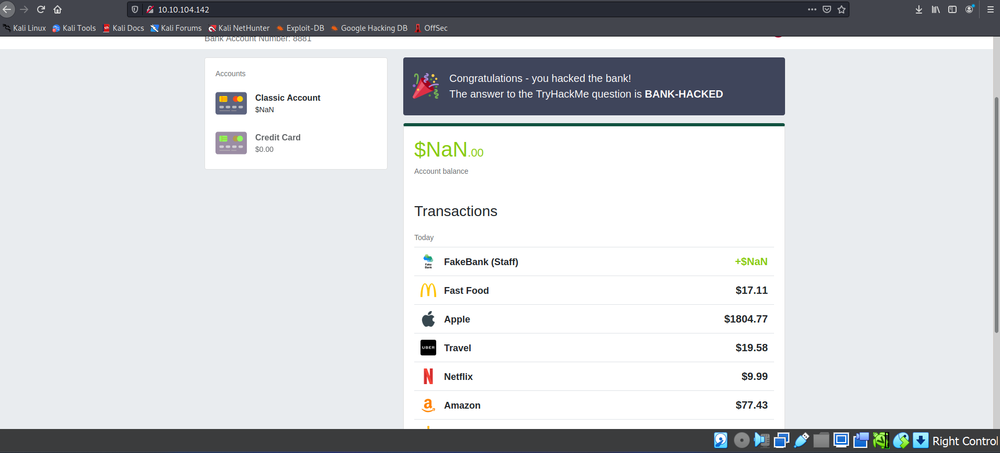 10.10.104.142
Kali Linux Kali Tools Kali Docs Kali Forums Kali NetHunter Exploit-DB Google Hacking DB OffSec
Bank Account Number: 8881
Accounts
Classic Account
$NaN
Credit Card
$0.00
Congratulations - you hacked the bank!
The answer to the TryHackMe question is BANK-HACKED
$NaN.00
Account balance
Transactions
Today
Fake
Bank
FakeBank (Staff) +$NaN
Fast Food $17.11
Apple $1804.77
UBER
Travel $19.58
Netflix $9.99
Amazon $77.43
Right Control